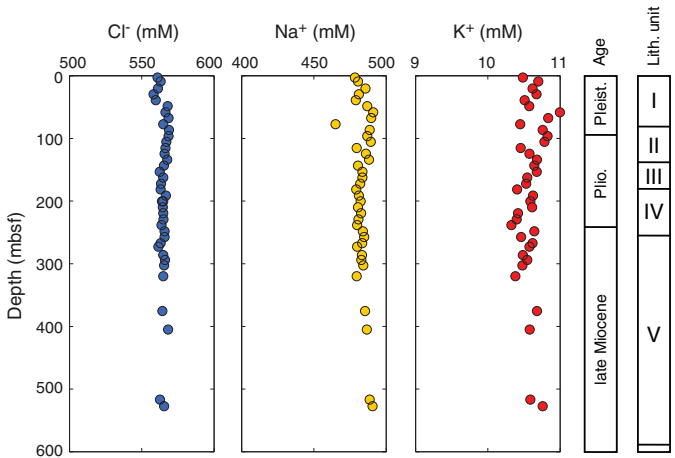 Cl⁻ (mM) Na⁺ (mM) K⁺ (mM)
500 550 600 400 450 500 9 10 11 Age Lith. unit
0
100
200
300
400
500
600
Depth (mbsf)
Pleist.
Plio.
late Miocene
I
II
III
IV
V